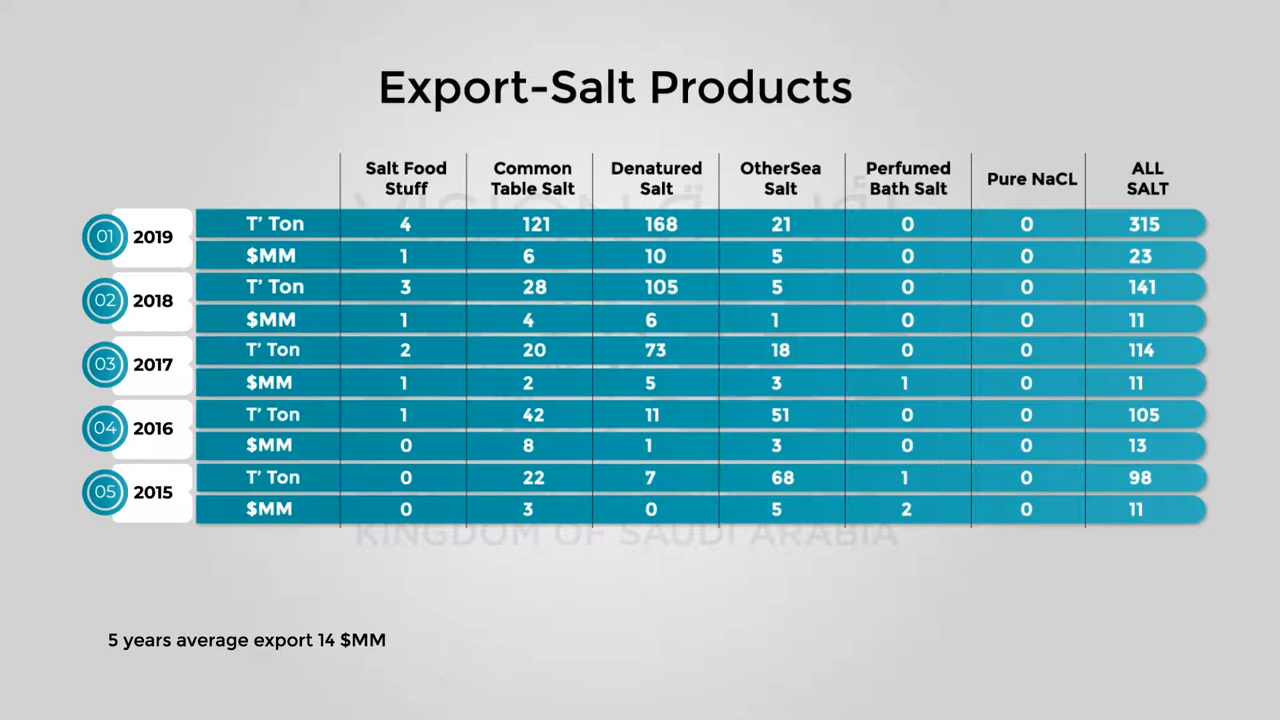 Export-Salt Products
Salt Food Stuff Common Table Salt Denatured Salt OtherSea Salt Perfumed Bath Salt Pure NaCL ALL SALT
01 2019 T' Ton 4 121 168 21 0 0 315
$MM 1 6 10 5 0 0 23
02 2018 T' Ton 3 28 105 5 0 0 141
$MM 1 4 6 1 0 0 11
03 2017 T' Ton 2 20 73 18 0 0 114
$MM 1 2 5 3 1 0 11
04 2016 T' Ton 1 42 11 51 0 0 105
$MM 0 8 1 3 0 0 13
05 2015 T' Ton 0 22 7 68 1 0 98
$MM 0 3 0 5 2 0 11
KINGDOM OF SAUDI ARABIA
5 years average export 14 $MM